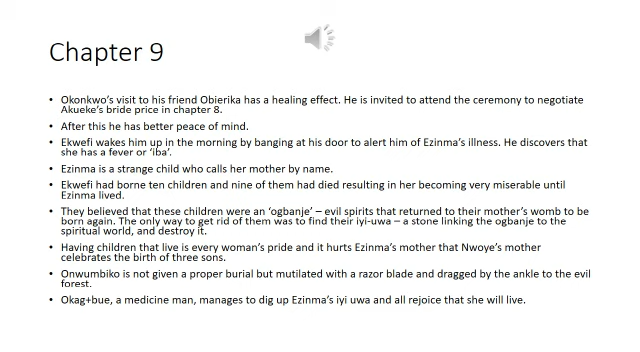 Chapter 9
• Okonkwo's visit to his friend Obierika has a healing effect. He is invited to attend the ceremony to negotiate
Akueke's bride price in chapter 8.
• After this he has better peace of mind.
• Ekwefi wakes him up in the morning by banging at his door to alert him of Ezinma's illness. He discovers that
she has a fever or 'iba'.
• Ezinma is a strange child who calls her mother by name.
• Ekwefi had borne ten children and nine of them had died resulting in her becoming very miserable until
Ezinma lived.
• They believed that these children were an 'ogbanje' – evil spirits that returned to their mother's womb to be
born again. The only way to get rid of them was to find their iyi-uwa – a stone linking the ogbanje to the
spiritual world, and destroy it.
• Having children that live is every woman's pride and it hurts Ezinma's mother that Nwoye's mother
celebrates the birth of three sons.
• Onwumbiko is not given a proper burial but mutilated with a razor blade and dragged by the ankle to the evil
forest.
• Okag+bue, a medicine man, manages to dig up Ezinma's iyi uwa and all rejoice that she will live.